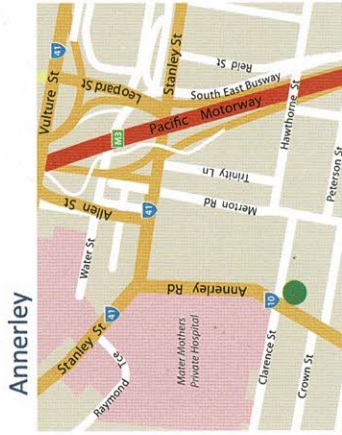 Annerley
Vulture St
41
Leopard St
Stanley St
Reid St
South East Busway
Pacific Motorway
M3
Hawthorne St
Trinity Ln
Peterson St
Allen St
41
Merton Rd
Water St
Stanley St
41
Annerley Rd
10
Raymond Tce
Mater Mothers
Private Hospital
Clarence St
Crown St